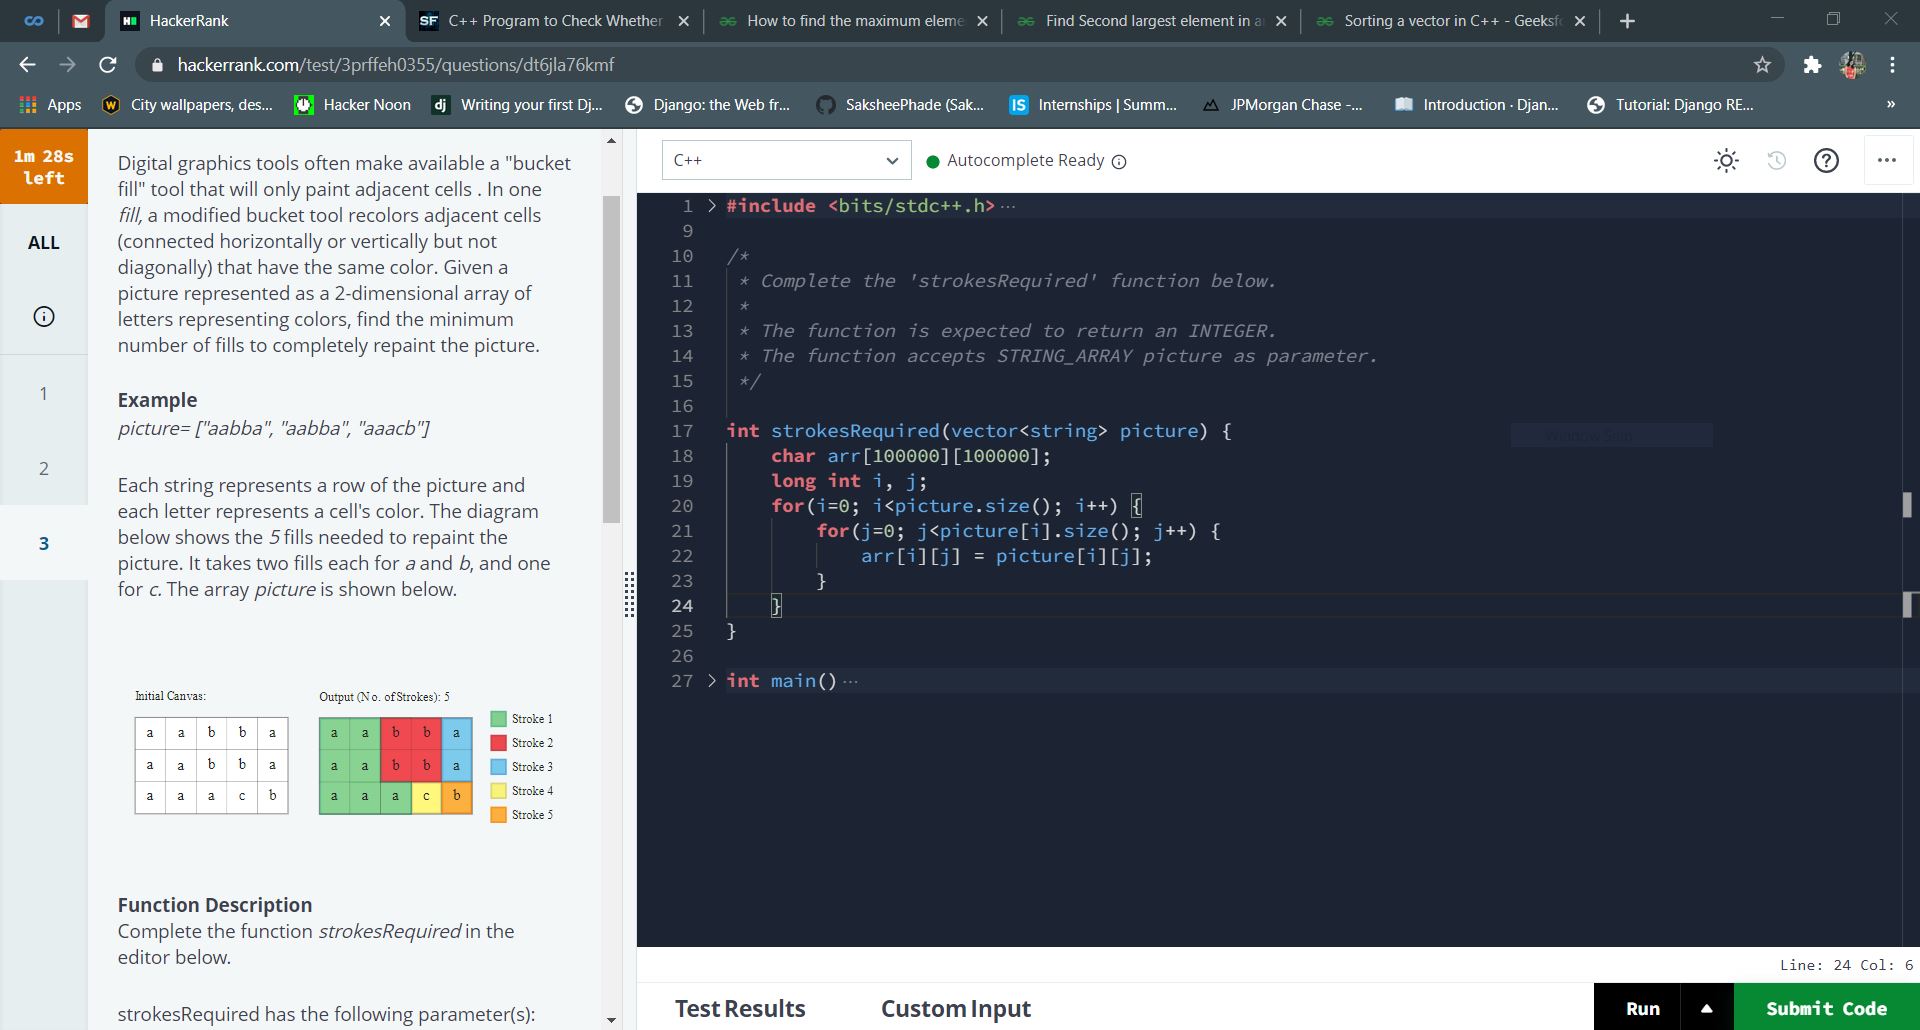 HackerRank
C++ Program to Check Whether
How to find the maximum eleme
Find Second largest element in a
Sorting a vector in C++ - Geeksf
hackerrank.com/test/3prffeh0355/questions/dt6jla76kmf
Apps
City wallpapers, des...
Hacker Noon
dj
Writing your first Dj...
Django: the Web fr...
SaksheePhade (Sak...
IS
Internships | Summ...
JPMorgan Chase -...
Introduction · Djan...
Tutorial: Django RE...
»
1m 28s
left
ALL
1
2
3
Digital graphics tools often make available a "bucket
fill" tool that will only paint adjacent cells . In one
fill, a modified bucket tool recolors adjacent cells
(connected horizontally or vertically but not
diagonally) that have the same color. Given a
picture represented as a 2-dimensional array of
letters representing colors, find the minimum
number of fills to completely repaint the picture.
Example
picture= ["aabba", "aabba", "aaacb"]
Each string represents a row of the picture and
each letter represents a cell's color. The diagram
below shows the 5 fills needed to repaint the
picture. It takes two fills each for a and b, and one
for c. The array picture is shown below.
Initial Canvas:
a a b b a
a a b b a
a a a c b
Output (No. of Strokes): 5
a a b b a
a a b b a
a a a c b
Stroke 1
Stroke 2
Stroke 3
Stroke 4
Stroke 5
Function Description
Complete the function strokesRequired in the
editor below.
strokesRequired has the following parameter(s):
C++
Autocomplete Ready
1 > #include <bits/stdc++.h> ···
9
10 /*
11 * Complete the 'strokesRequired' function below.
12 *
13 * The function is expected to return an INTEGER.
14 * The function accepts STRING_ARRAY picture as parameter.
15 */
16
17 int strokesRequired(vector<string> picture) {
18 char arr[100000][100000];
19 long int i, j;
20 for(i=0; i<picture.size(); i++) {
21 for(j=0; j<picture[i].size(); j++) {
22 arr[i][j] = picture[i][j];
23 }
24 }
25 }
26
27 > int main() ···
Window Snip
Line: 24 Col: 6
Test Results
Custom Input
Run
Submit Code